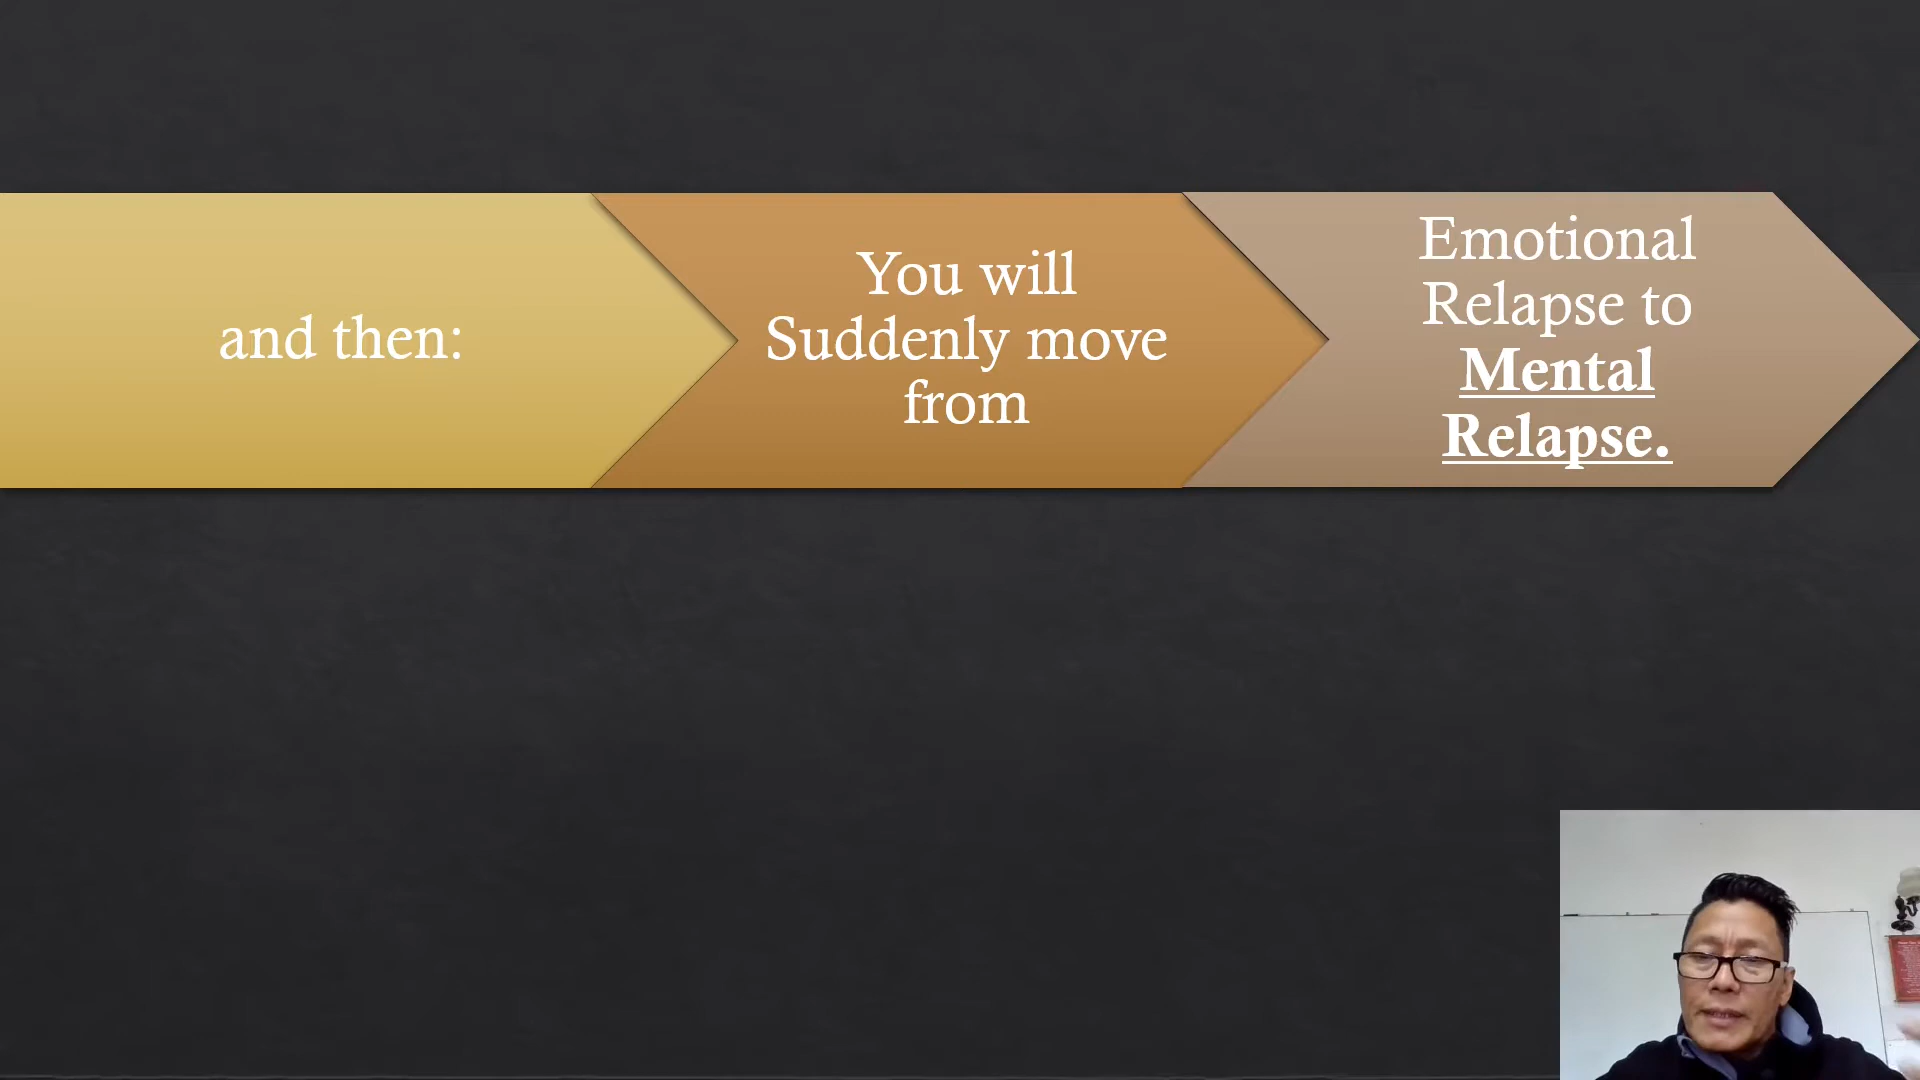 and then:
You will
Suddenly move
from
Emotional
Relapse to
Mental
Relapse.